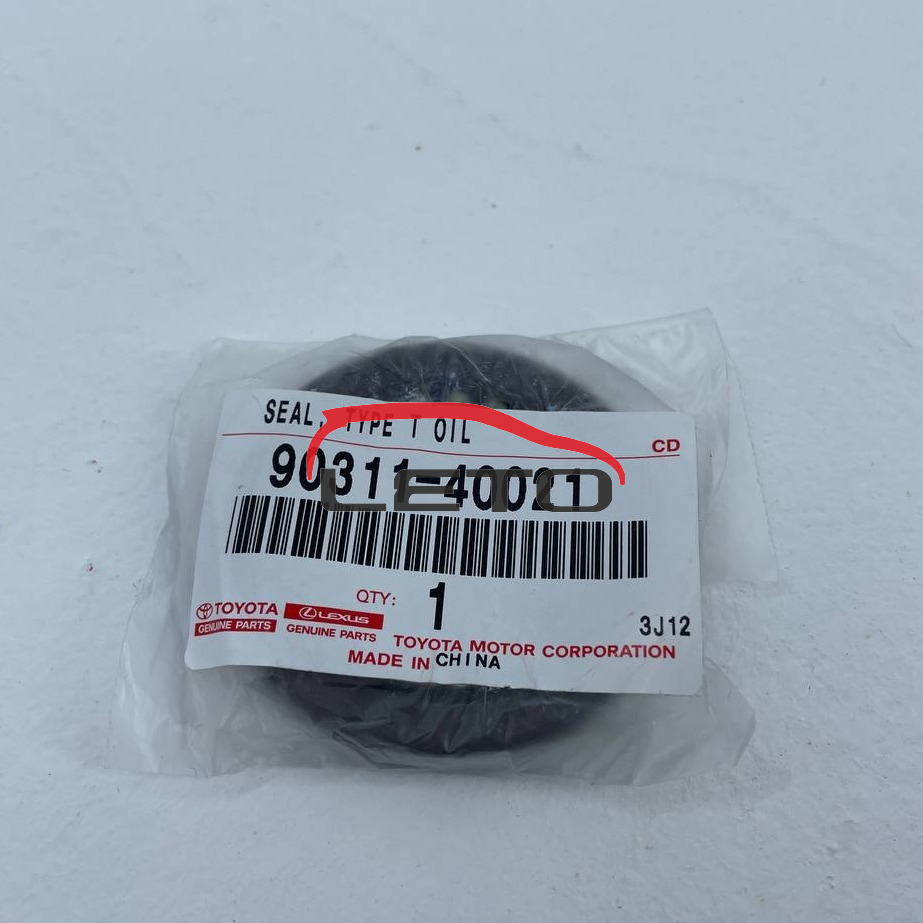 SEAL, TYPE T OIL
CD
90311-40021
LETO
QTY: 1
TOYOTA
GENUINE PARTS
LEXUS
GENUINE PARTS
3J12
TOYOTA MOTOR CORPORATION
MADE IN CHINA